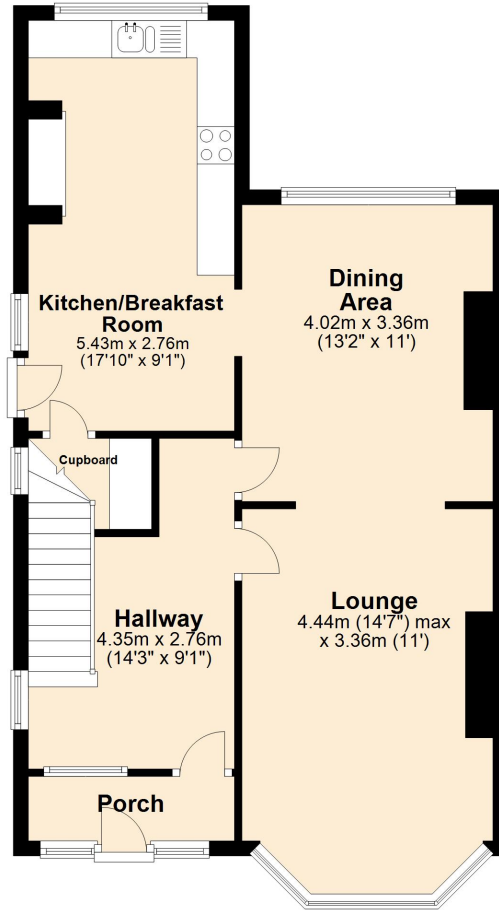 Kitchen/Breakfast
Room
5.43m x 2.76m
(17'10" x 9'1")
Dining
Area
4.02m x 3.36m
(13'2" x 11')
Cupboard
Hallway
4.35m x 2.76m
(14'3" x 9'1")
Lounge
4.44m (14'7") max
x 3.36m (11')
Porch